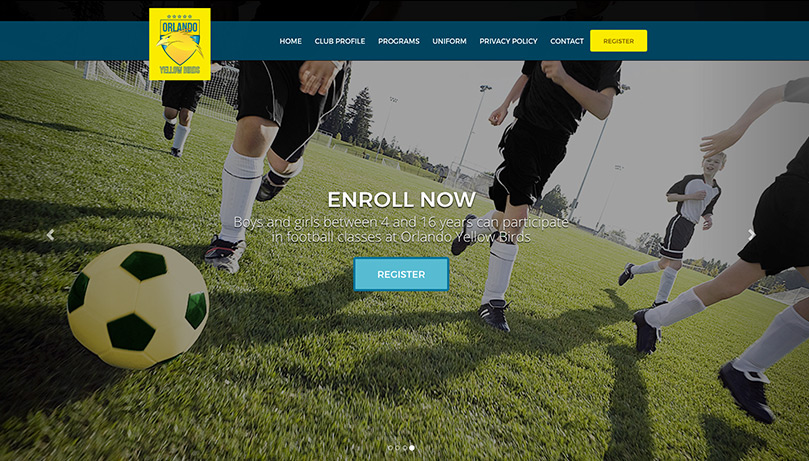 ORLANDO
YELLOW BIRDS
HOME CLUB PROFILE PROGRAMS UNIFORM PRIVACY POLICY CONTACT REGISTER
ENROLL NOW
Boys and girls between 4 and 16 years can participate
in football classes at Orlando Yellow Birds
REGISTER